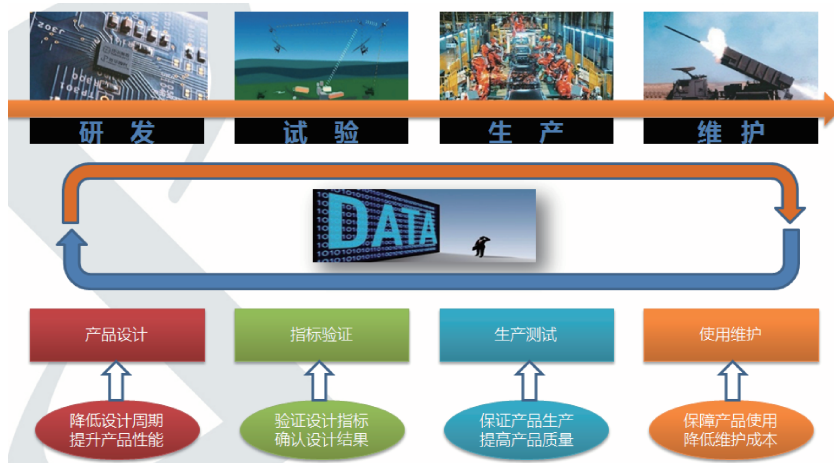 研 发
试 验
生 产
维 护
DATA
产品设计
指标验证
生产测试
使用维护
降低设计周期
提升产品性能
验证设计指标
确认设计结果
保证产品生产
提高产品质量
保障产品使用
降低维护成本